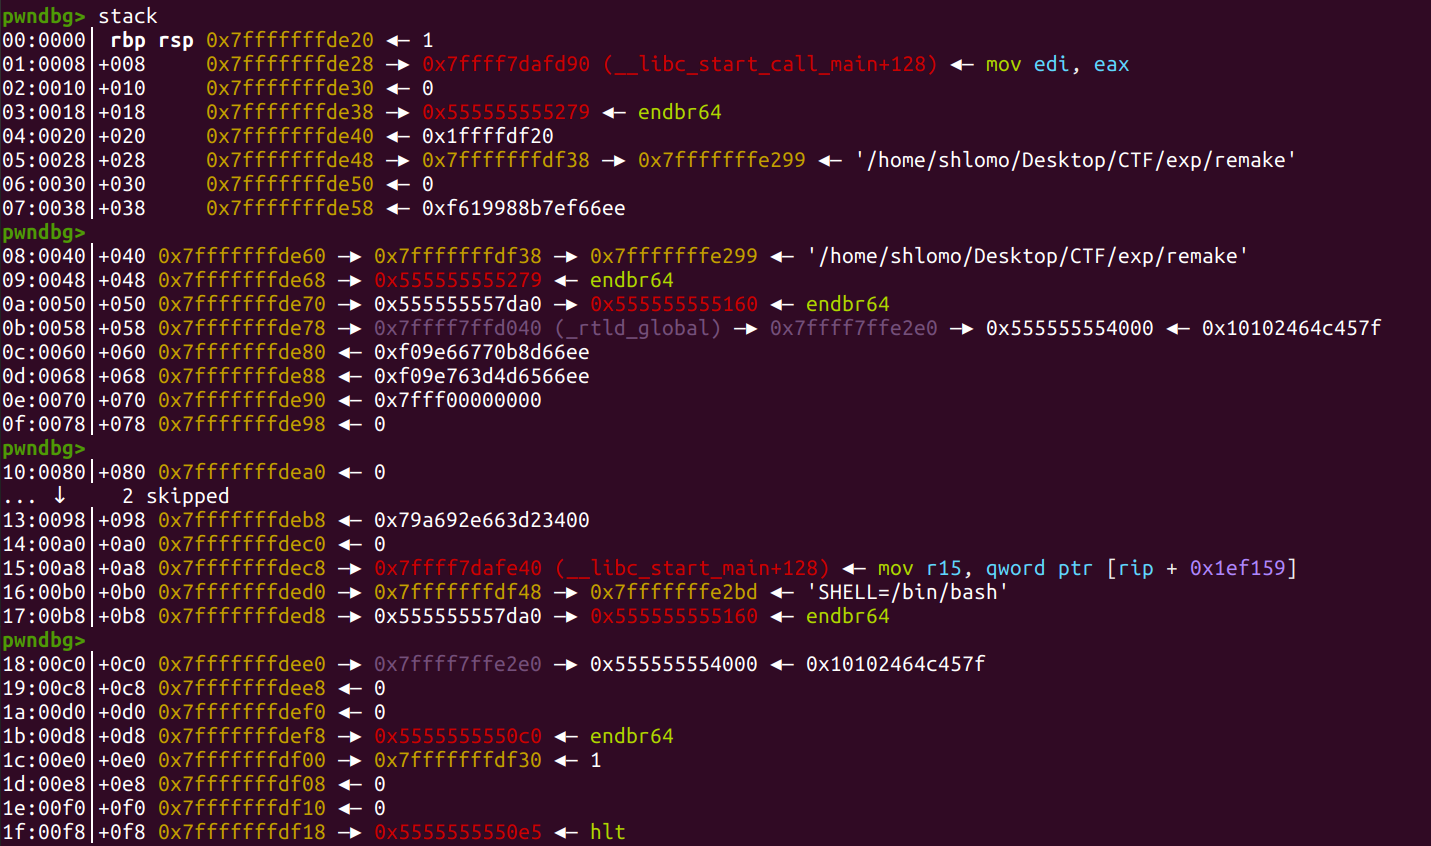 pwndbg> stack
00:0000│ rbp rsp 0x7fffffffde20 ◂— 1
01:0008│+008     0x7fffffffde28 —▸ 0x7ffff7dafd90 (__libc_start_call_main+128) ◂— mov edi, eax
02:0010│+010     0x7fffffffde30 ◂— 0
03:0018│+018     0x7fffffffde38 —▸ 0x555555555279 ◂— endbr64
04:0020│+020     0x7fffffffde40 ◂— 0x1ffffdf20
05:0028│+028     0x7fffffffde48 —▸ 0x7fffffffdf38 —▸ 0x7fffffffe299 ◂— '/home/shlomo/Desktop/CTF/exp/remake'
06:0030│+030     0x7fffffffde50 ◂— 0
07:0038│+038     0x7fffffffde58 ◂— 0xf619988b7ef66ee
pwndbg>
08:0040│+040 0x7fffffffde60 —▸ 0x7fffffffdf38 —▸ 0x7fffffffe299 ◂— '/home/shlomo/Desktop/CTF/exp/remake'
09:0048│+048 0x7fffffffde68 —▸ 0x555555555279 ◂— endbr64
0a:0050│+050 0x7fffffffde70 —▸ 0x555555557da0 —▸ 0x555555555160 ◂— endbr64
0b:0058│+058 0x7fffffffde78 —▸ 0x7ffff7ffd040 (_rtld_global) —▸ 0x7ffff7ffe2e0 —▸ 0x555555554000 ◂— 0x10102464c457f
0c:0060│+060 0x7fffffffde80 ◂— 0xf09e66770b8d66ee
0d:0068│+068 0x7fffffffde88 ◂— 0xf09e763d4d6566ee
0e:0070│+070 0x7fffffffde90 ◂— 0x7fff00000000
0f:0078│+078 0x7fffffffde98 ◂— 0
pwndbg>
10:0080│+080 0x7fffffffdea0 ◂— 0
... ↓     2 skipped
13:0098│+098 0x7fffffffdeb8 ◂— 0x79a692e663d23400
14:00a0│+0a0 0x7fffffffdec0 ◂— 0
15:00a8│+0a8 0x7fffffffdec8 —▸ 0x7ffff7dafe40 (__libc_start_main+128) ◂— mov r15, qword ptr [rip + 0x1ef159]
16:00b0│+0b0 0x7fffffffded0 —▸ 0x7fffffffdf48 —▸ 0x7fffffffe2bd ◂— 'SHELL=/bin/bash'
17:00b8│+0b8 0x7fffffffded8 —▸ 0x555555557da0 —▸ 0x555555555160 ◂— endbr64
pwndbg>
18:00c0│+0c0 0x7fffffffdee0 —▸ 0x7ffff7ffe2e0 —▸ 0x555555554000 ◂— 0x10102464c457f
19:00c8│+0c8 0x7fffffffdee8 ◂— 0
1a:00d0│+0d0 0x7fffffffdef0 ◂— 0
1b:00d8│+0d8 0x7fffffffdef8 —▸ 0x5555555550c0 ◂— endbr64
1c:00e0│+0e0 0x7fffffffdf00 —▸ 0x7fffffffdf30 ◂— 1
1d:00e8│+0e8 0x7fffffffdf08 ◂— 0
1e:00f0│+0f0 0x7fffffffdf10 ◂— 0
1f:00f8│+0f8 0x7fffffffdf18 —▸ 0x5555555550e5 ◂— hlt